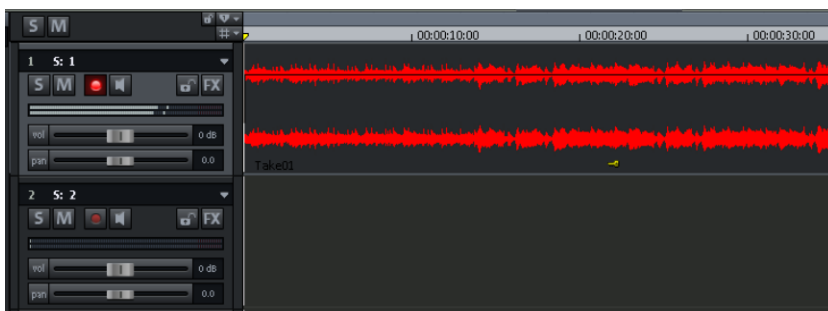 S M
00:00:10:00 00:00:20:00 00:00:30:00
1 S: 1
S M FX
vol 0 dB
pan 0.0
Take01
2 S: 2
S M FX
vol 0 dB
pan 0.0